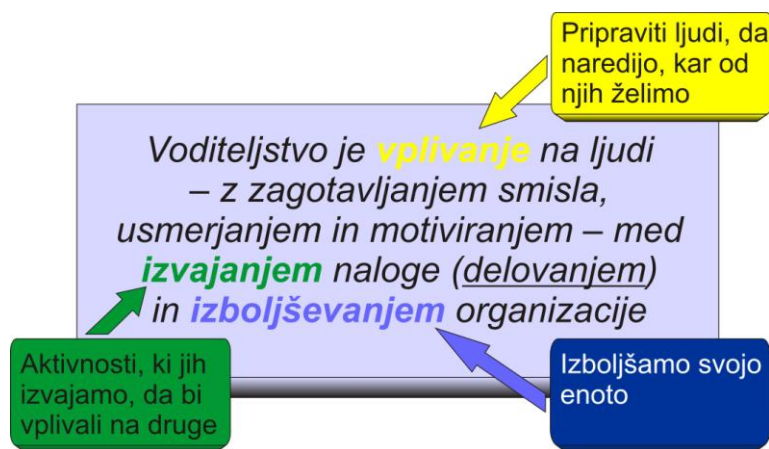 Pripraviti ljudi, da
naredijo, kar od
njih želimo
Voditeljstvo je vplivanje na ljudi
– z zagotavljanjem smisla,
usmerjanjem in motiviranjem – med
izvajanjem naloge (delovanjem)
in izboljševanjem organizacije
Aktivnosti, ki jih
izvajamo, da bi
vplivali na druge
Izboljšamo svojo
enoto